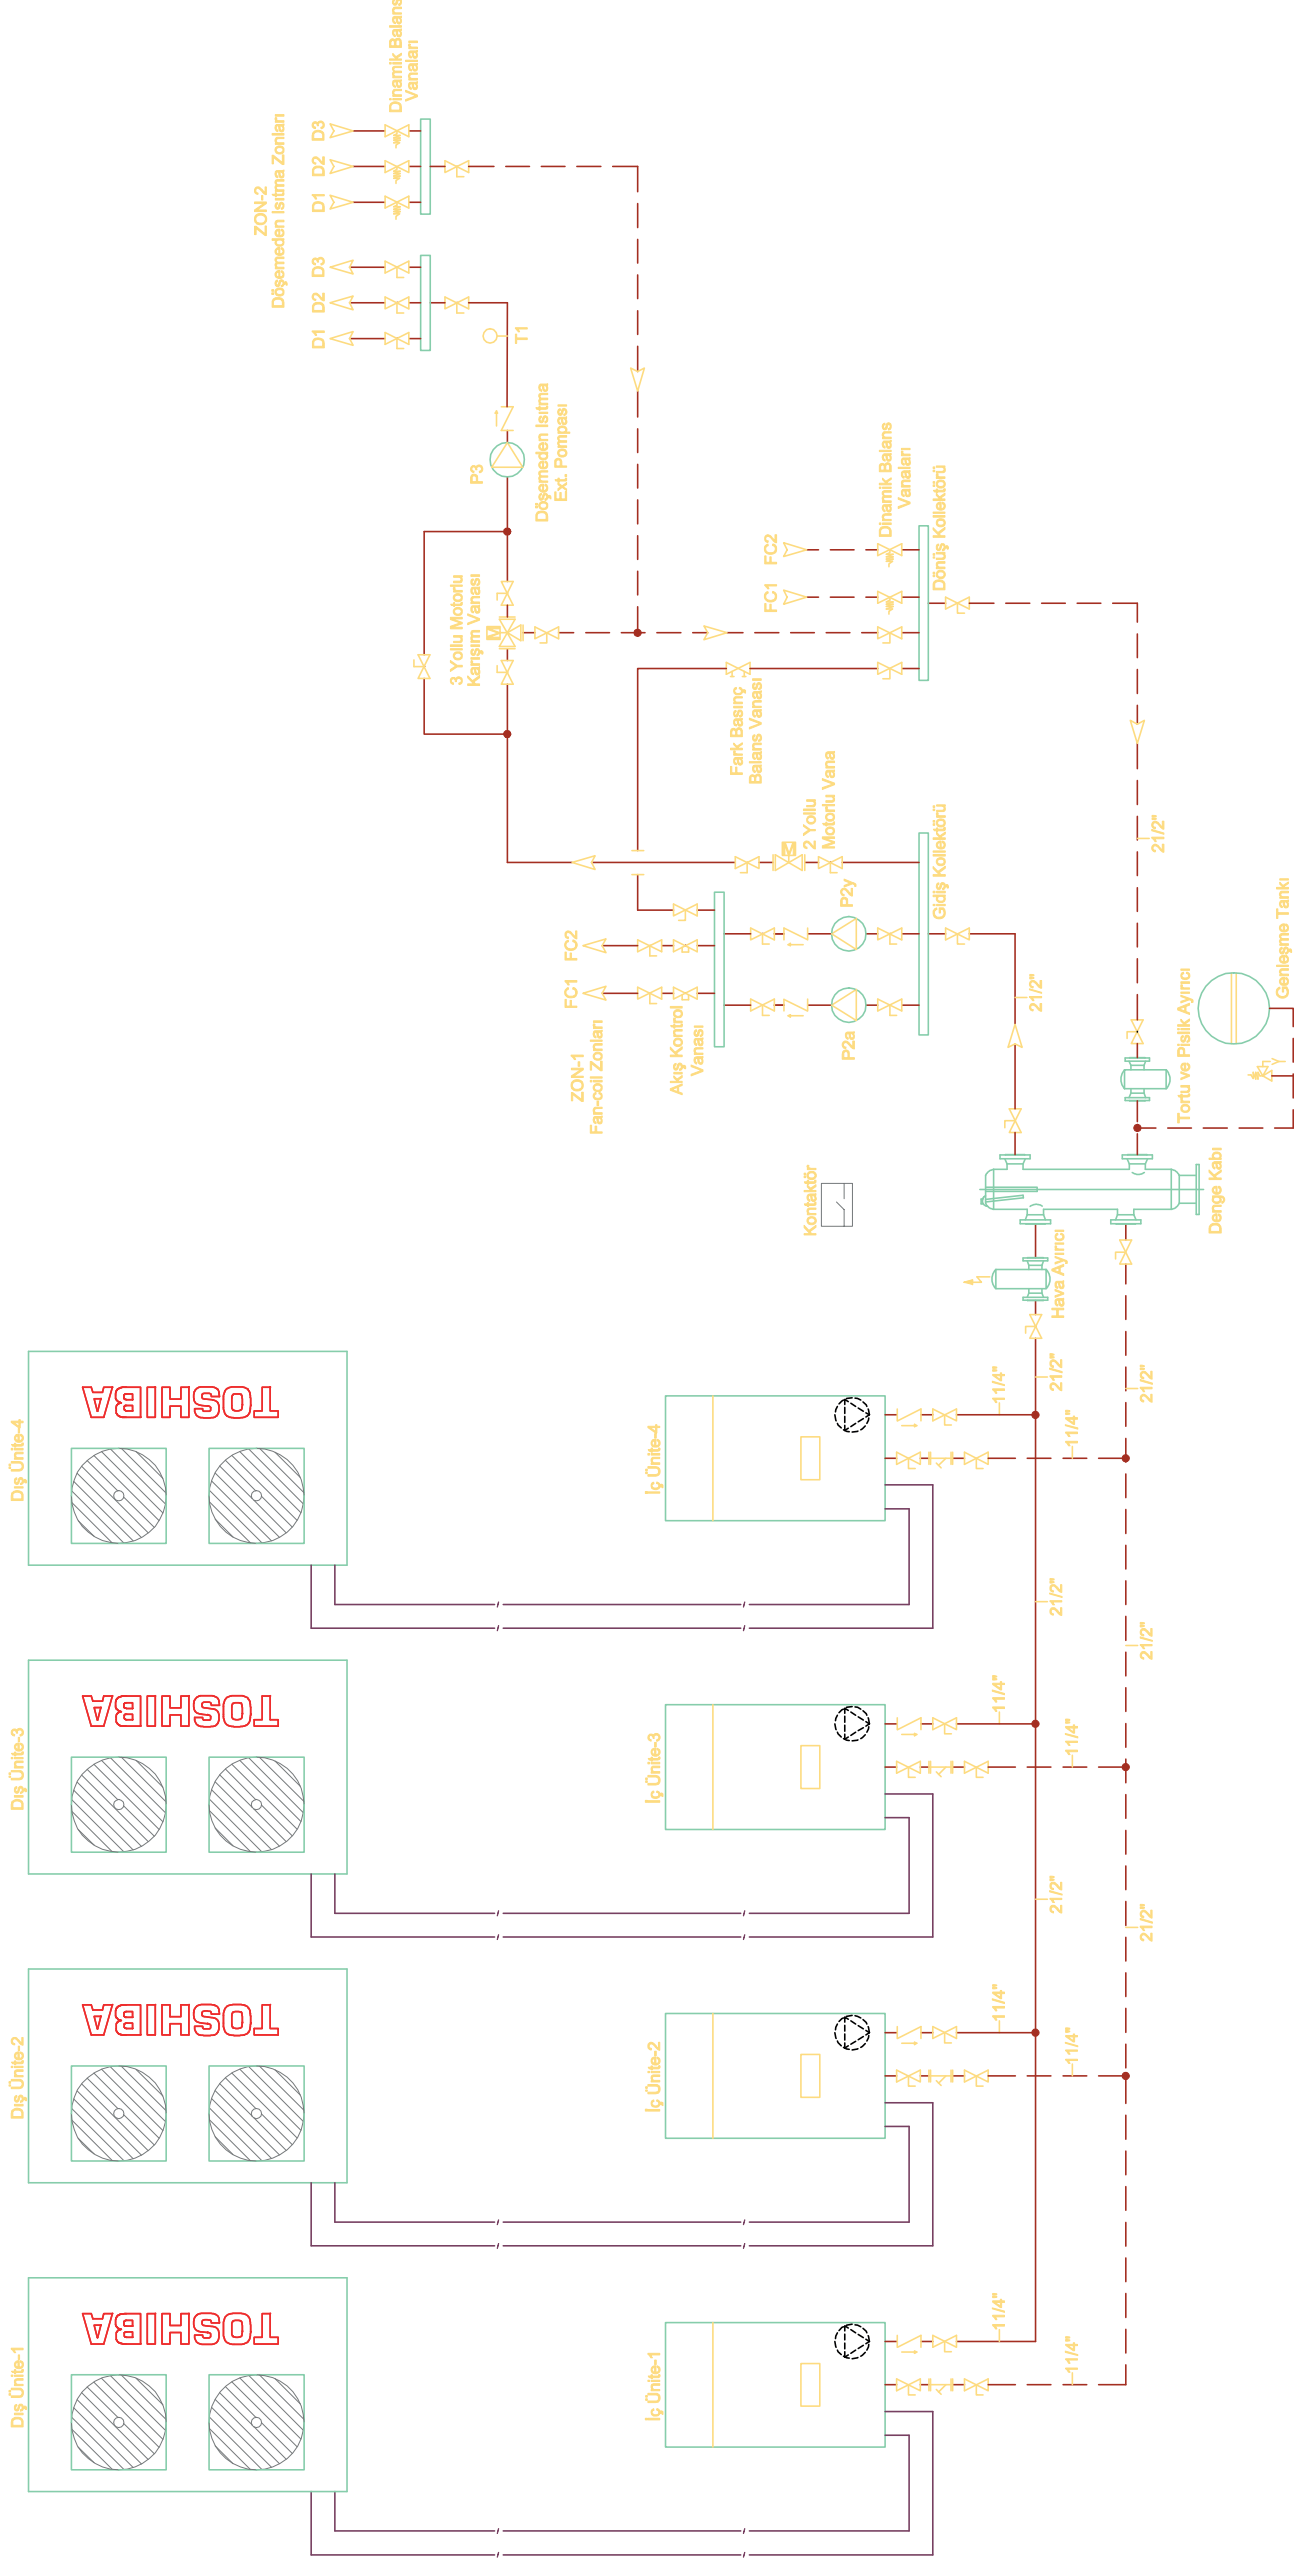 Dış Ünite-1
TOSHIBA
Dış Ünite-2
TOSHIBA
Dış Ünite-3
TOSHIBA
Dış Ünite-4
TOSHIBA
İç Ünite-1
İç Ünite-2
İç Ünite-3
İç Ünite-4
11/4"
11/4"
11/4"
11/4"
11/4"
11/4"
11/4"
11/4"
21/2"
21/2"
21/2"
21/2"
21/2"
21/2"
Hava Ayırıcı
Denge Kabı
Kontaktör
Tortu ve Pislik Ayırıcı
Genleşme Tankı
21/2"
21/2"
ZON-1
Fan-coil Zonları
FC1
FC2
Akış Kontrol
Vanası
P2a
P2y
Gidiş Kollektörü
M
2 Yollu
Motorlu Vana
Fark Basınç
Balans Vanası
3 Yollu Motorlu
Karışım Vanası
M
FC1
FC2
Dinamik Balans
Vanaları
Dönüş Kollektörü
P3
Döşemeden Isıtma
Ext. Pompası
T1
ZON-2
Döşemeden Isıtma Zonları
D1
D2
D3
D1
D2
D3
Dinamik Balans
Vanaları